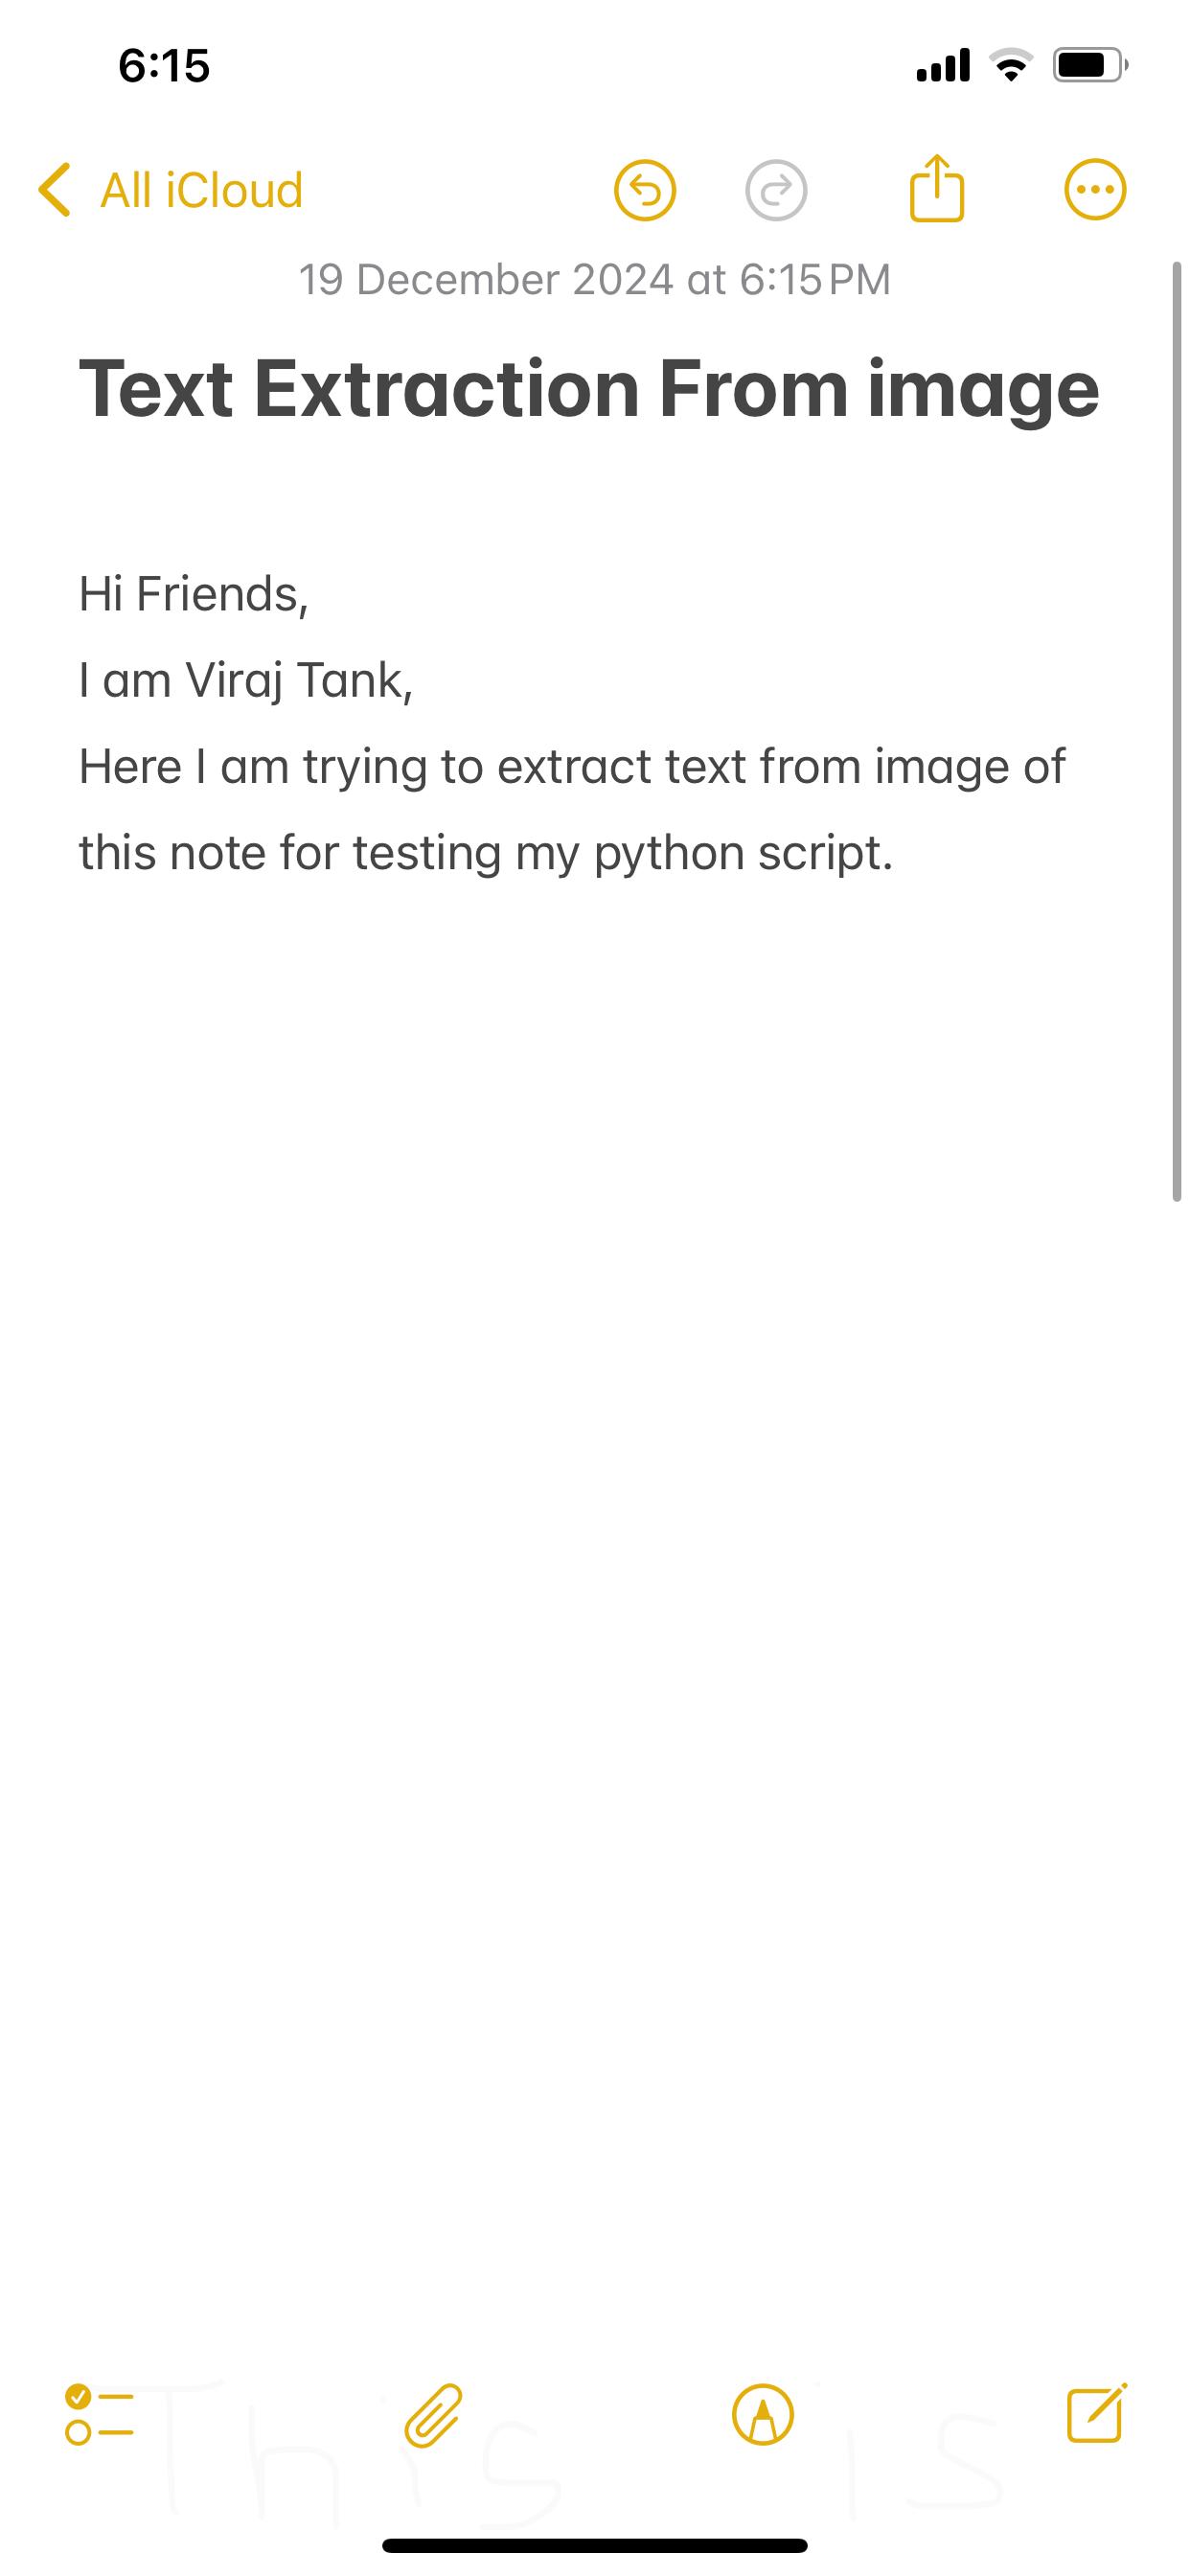 6:15
All iCloud
19 December 2024 at 6:15 PM
Text Extraction From image
Hi Friends,
I am Viraj Tank,
Here I am trying to extract text from image of
this note for testing my python script.
This is